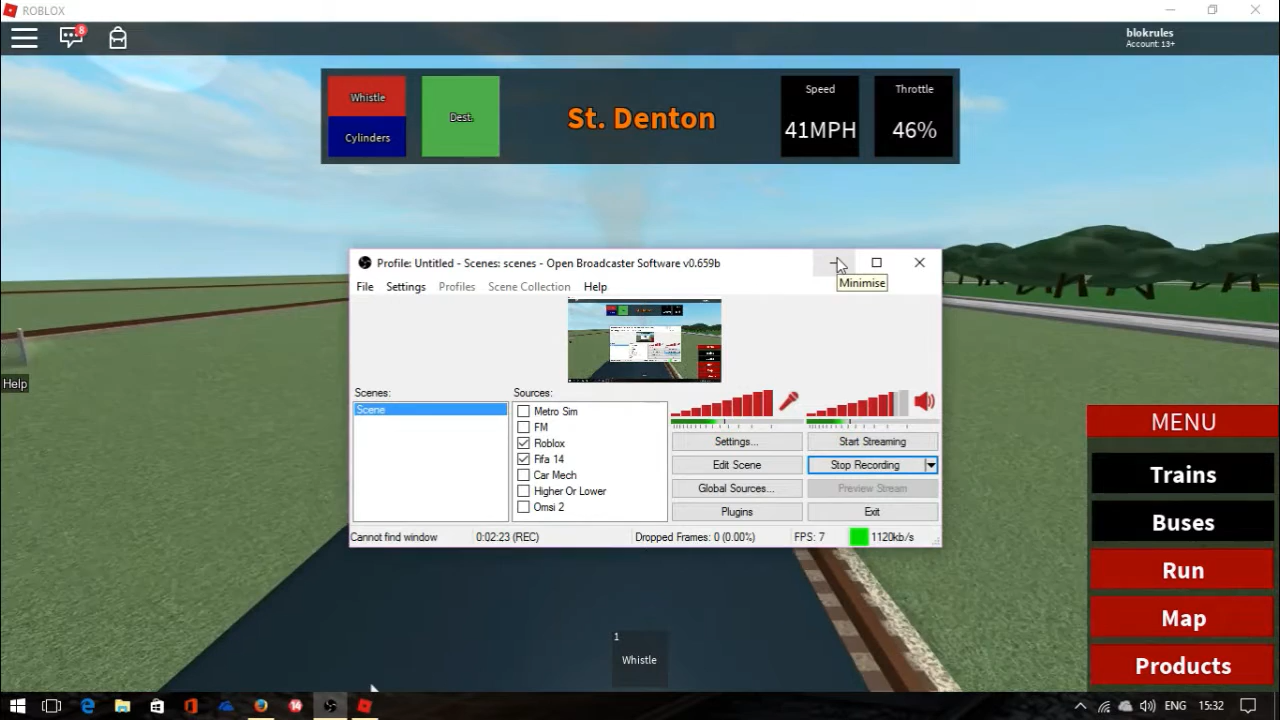 ROBLOX
8
blokrules
Account: 13+
Whistle
Cylinders
Dest.
St. Denton
Speed
41MPH
Throttle
46%
Profile: Untitled - Scenes: scenes - Open Broadcaster Software v0.659b
Minimise
File Settings Profiles Scene Collection Help
Help
Scenes:
Scene
Sources:
Metro Sim
FM
Roblox
Fifa 14
Car Mech
Higher Or Lower
Omsi 2
Settings...
Start Streaming
Edit Scene
Stop Recording
Global Sources...
Preview Stream
Plugins
Exit
Cannot find window
0:02:23 (REC)
Dropped Frames: 0 (0.00%)
FPS: 7
1120kb/s
MENU
Trains
Buses
Run
Map
Products
1
Whistle
14
ENG
15:32